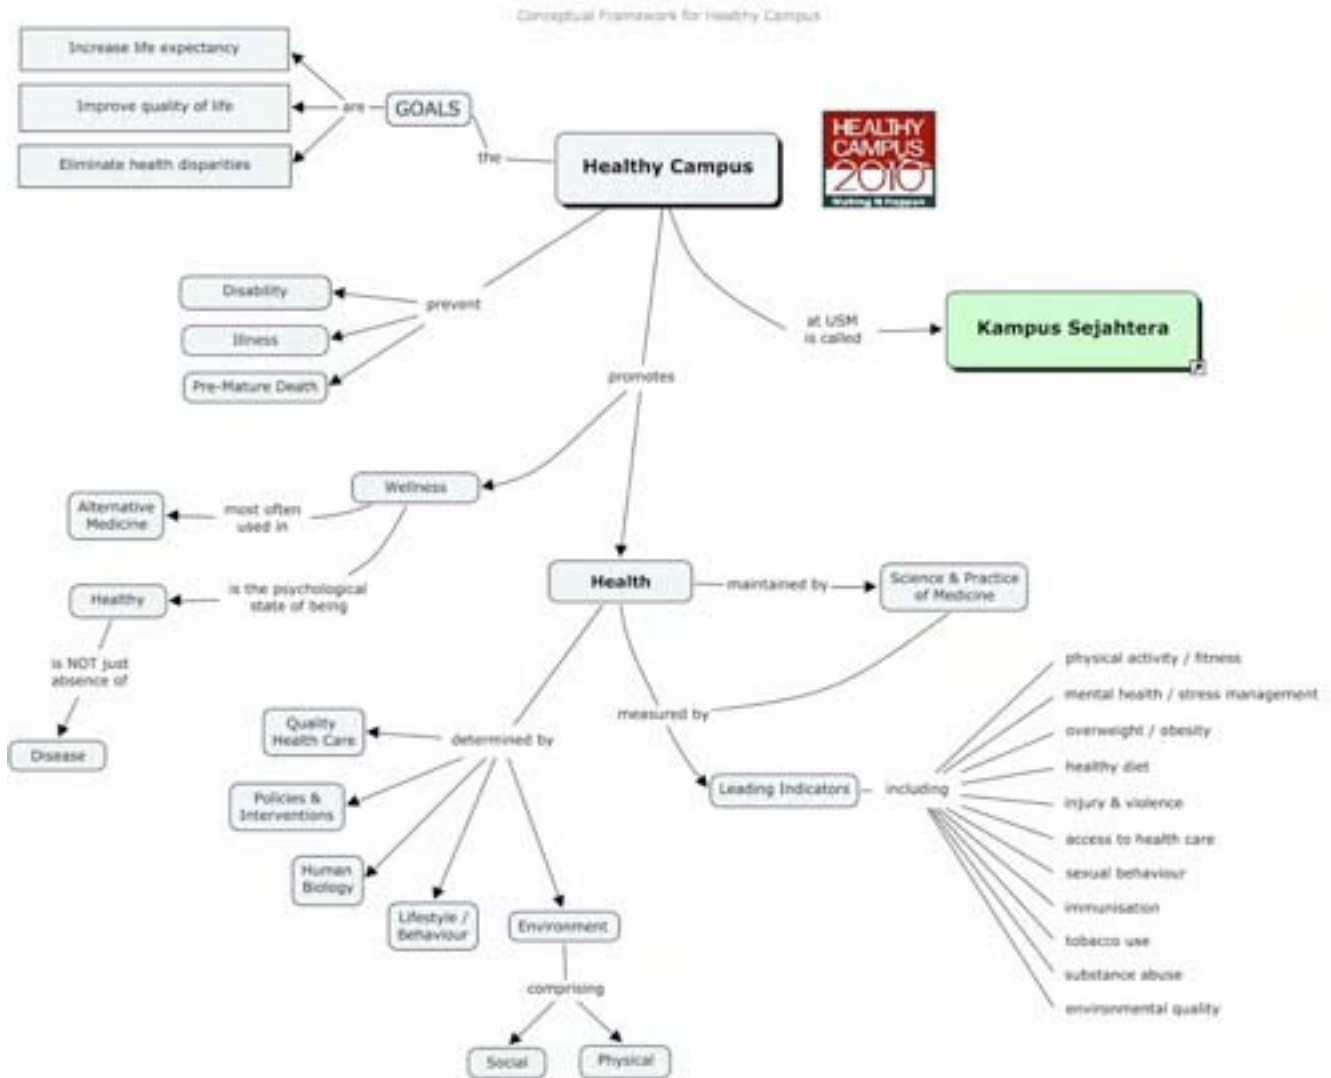 Conceptual Framework for Healthy Campus
Increase life expectancy
Improve quality of life
Eliminate health disparities
are
GOALS
the
Healthy Campus
HEALTHY
CAMPUS
2010
Making It Happen
Disability
Illness
Pre-Mature Death
prevent
at USM
is called
Kampus Sejahtera
promotes
Wellness
most often
used in
Alternative
Medicine
is the psychological
state of being
Healthy
is NOT just
absence of
Disease
Health
maintained by
Science & Practice
of Medicine
measured by
Leading Indicators
including
physical activity / fitness
mental health / stress management
overweight / obesity
healthy diet
injury & violence
access to health care
sexual behaviour
immunisation
tobacco use
substance abuse
environmental quality
determined by
Quality
Health Care
Policies &
Interventions
Human
Biology
Lifestyle /
Behaviour
Environment
comprising
Social
Physical